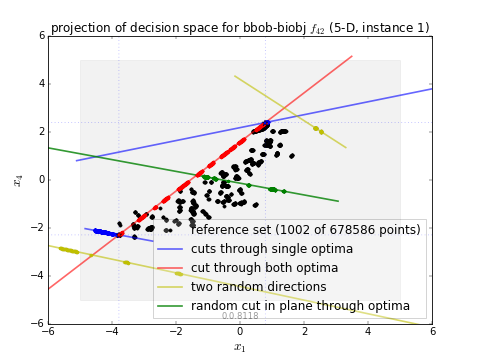 projection of decision space for bbob-biobj f42 (5-D, instance 1)
6
4
2
0
−2
−4
−6
x4
−6
−4
−2
0
2
4
6
x1
reference set (1002 of 678586 points)
cuts through single optima
cut through both optima
two random directions
random cut in plane through optima
0.0.8118